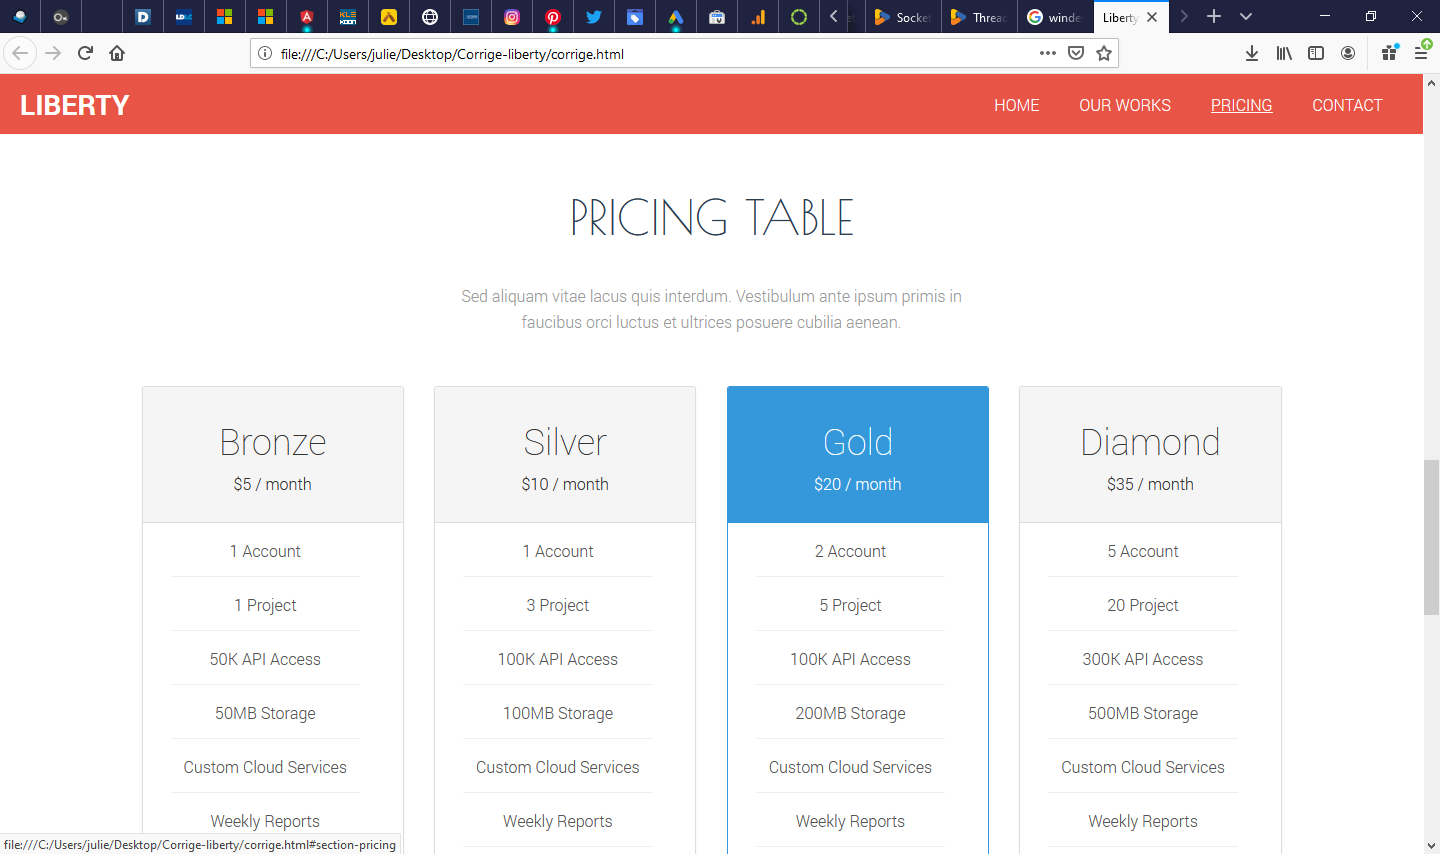 Socke
Threa
winde
Liberty
file:///C:/Users/julie/Desktop/Corrige-liberty/corrige.html
LIBERTY
HOME OUR WORKS PRICING CONTACT
PRICING TABLE
Sed aliquam vitae lacus quis interdum. Vestibulum ante ipsum primis in
faucibus orci luctus et ultrices posuere cubilia aenean.
Bronze Silver Gold Diamond
$5 / month $10 / month $20 / month $35 / month
1 Account 1 Account 2 Account 5 Account
1 Project 3 Project 5 Project 20 Project
50K API Access 100K API Access 100K API Access 300K API Access
50MB Storage 100MB Storage 200MB Storage 500MB Storage
Custom Cloud Services Custom Cloud Services Custom Cloud Services Custom Cloud Services
Weekly Reports Weekly Reports Weekly Reports Weekly Reports
file:///C:/Users/julie/Desktop/Corrige-liberty/corrige.html#section-pricing